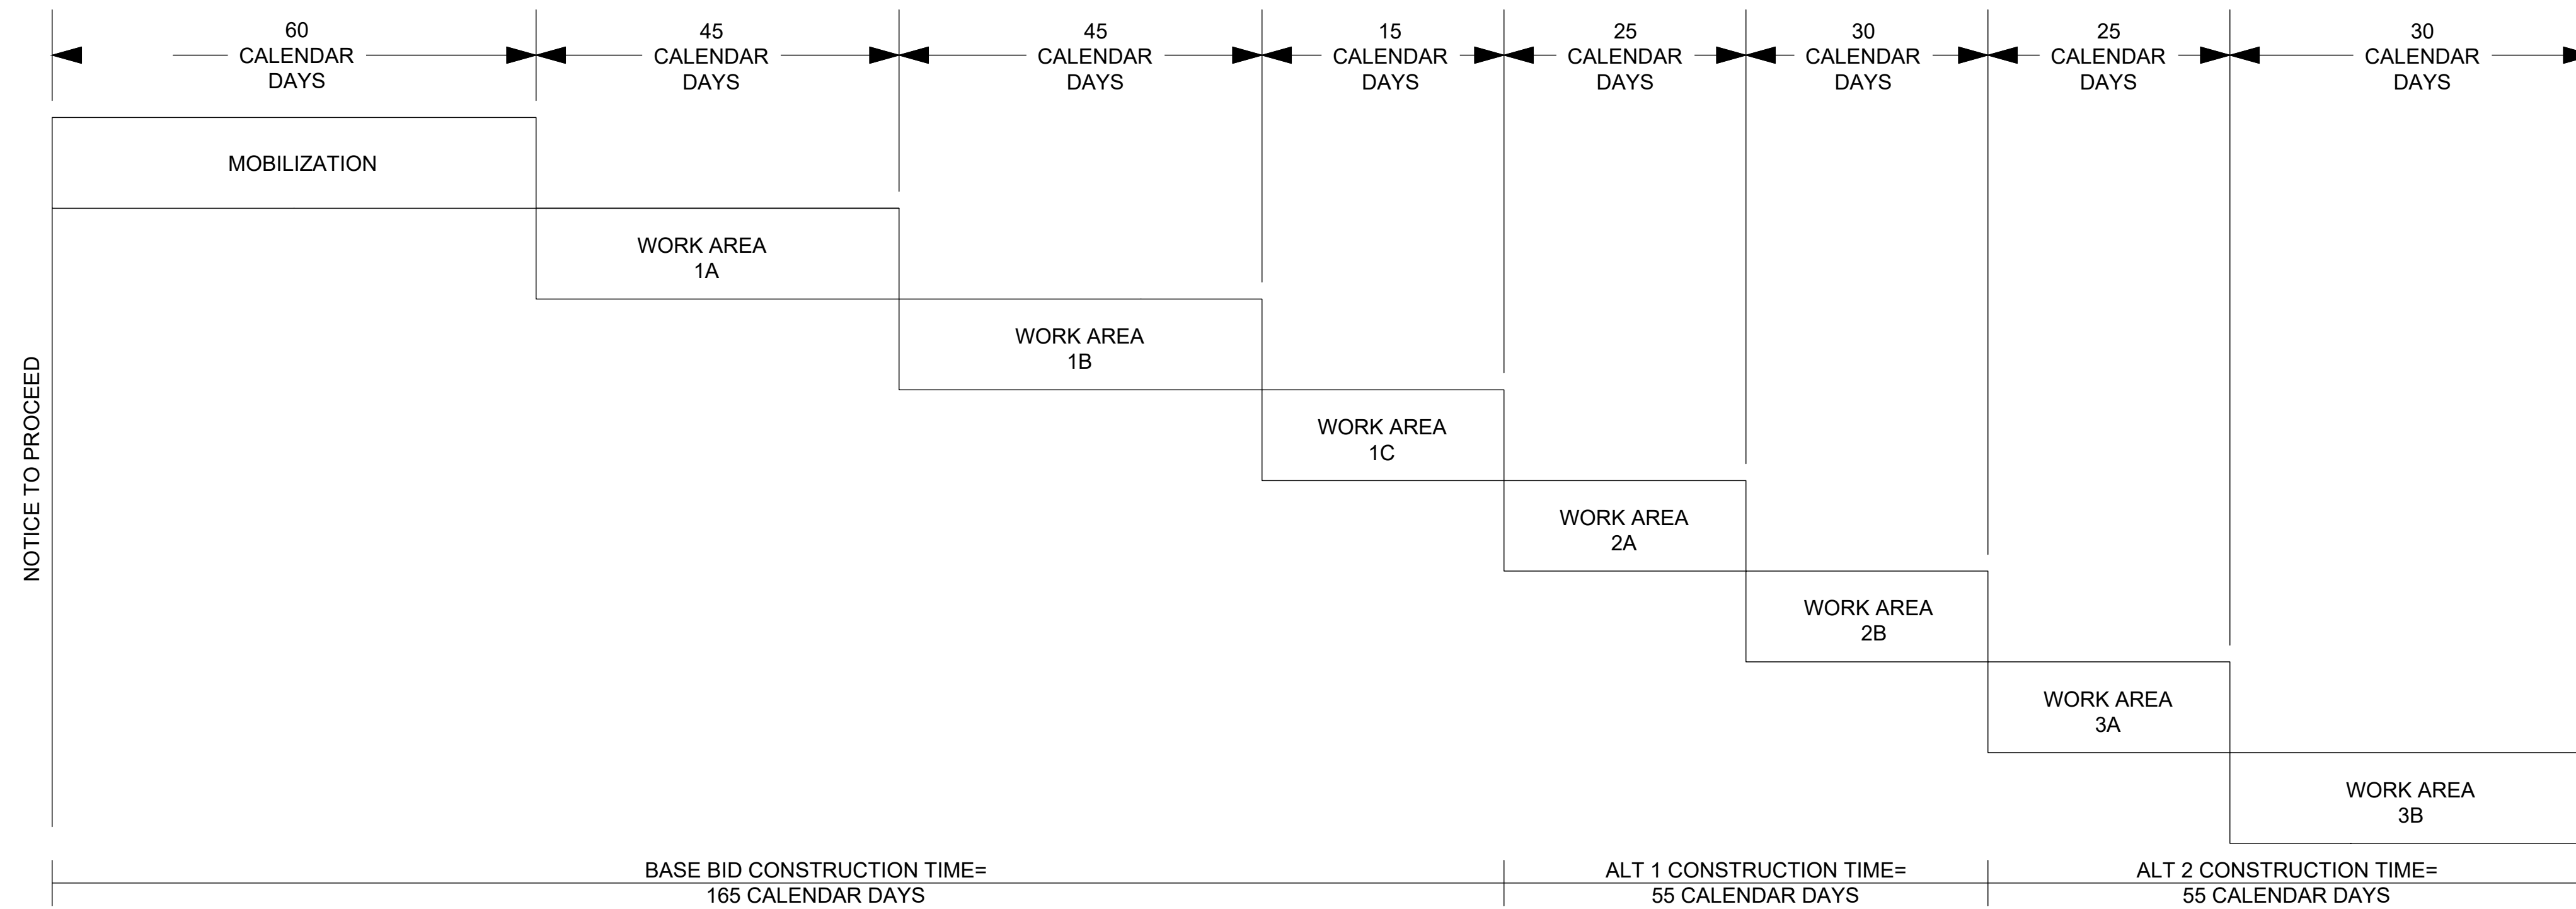 60
CALENDAR
DAYS
45
CALENDAR
DAYS
45
CALENDAR
DAYS
15
CALENDAR
DAYS
25
CALENDAR
DAYS
30
CALENDAR
DAYS
25
CALENDAR
DAYS
30
CALENDAR
DAYS
MOBILIZATION
WORK AREA
1A
WORK AREA
1B
NOTICE TO PROCEED
WORK AREA
1C
WORK AREA
2A
WORK AREA
2B
WORK AREA
3A
WORK AREA
3B
BASE BID CONSTRUCTION TIME=
165 CALENDAR DAYS
ALT 1 CONSTRUCTION TIME=
55 CALENDAR DAYS
ALT 2 CONSTRUCTION TIME=
55 CALENDAR DAYS